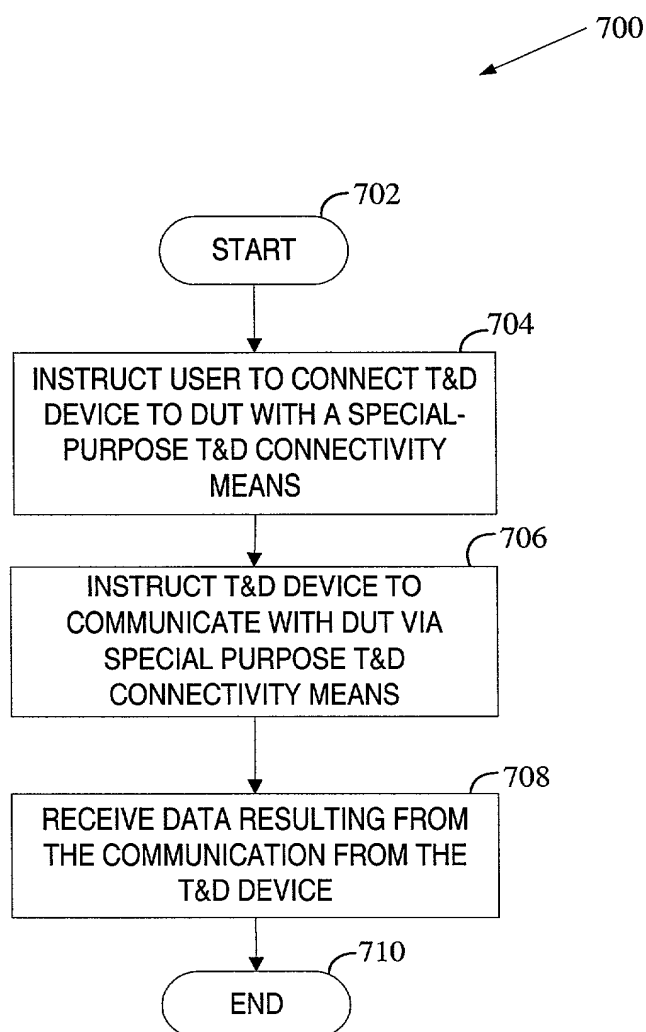 700
702
START
704
INSTRUCT USER TO CONNECT T&D
DEVICE TO DUT WITH A SPECIAL-
PURPOSE T&D CONNECTIVITY
MEANS
706
INSTRUCT T&D DEVICE TO
COMMUNICATE WITH DUT VIA
SPECIAL PURPOSE T&D
CONNECTIVITY MEANS
708
RECEIVE DATA RESULTING FROM
THE COMMUNICATION FROM THE
T&D DEVICE
710
END